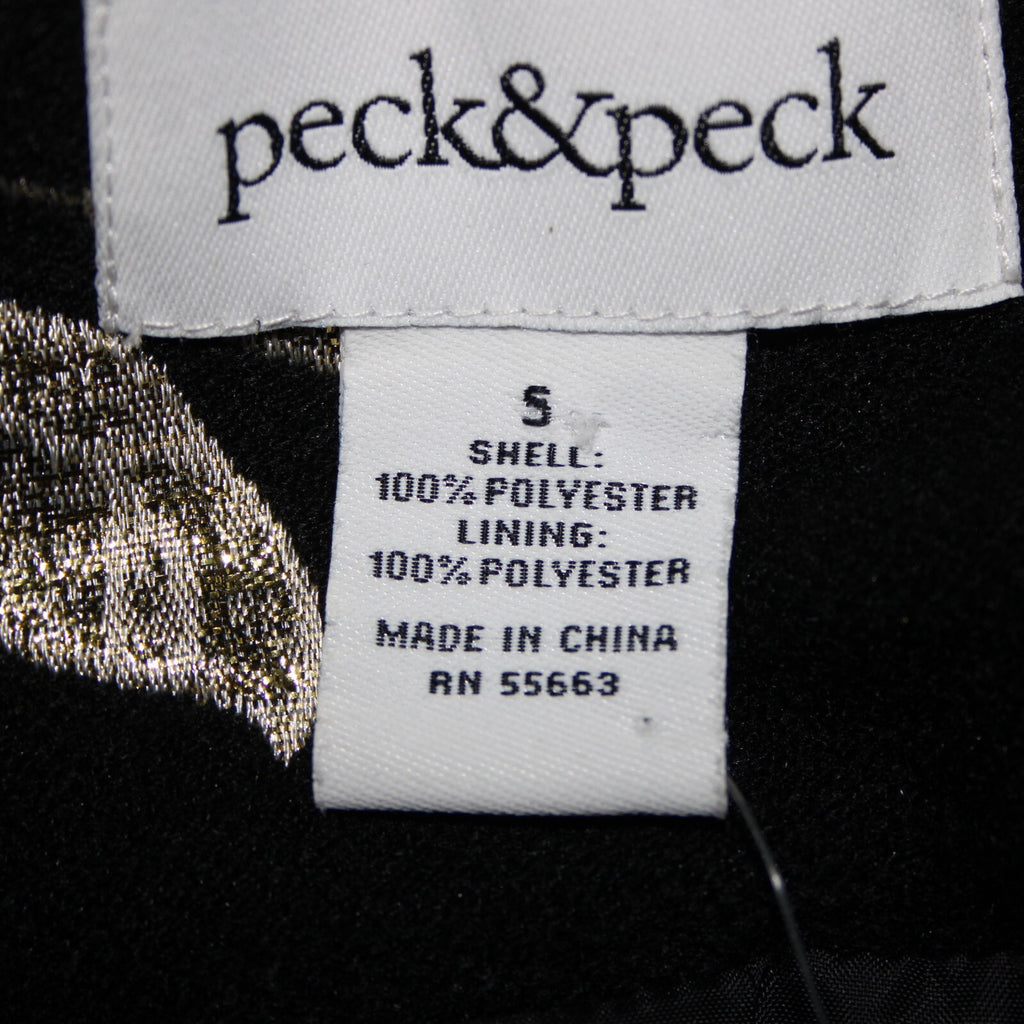 peck&peck
S
SHELL:
100% POLYESTER
LINING:
100% POLYESTER
MADE IN CHINA
RN 55663